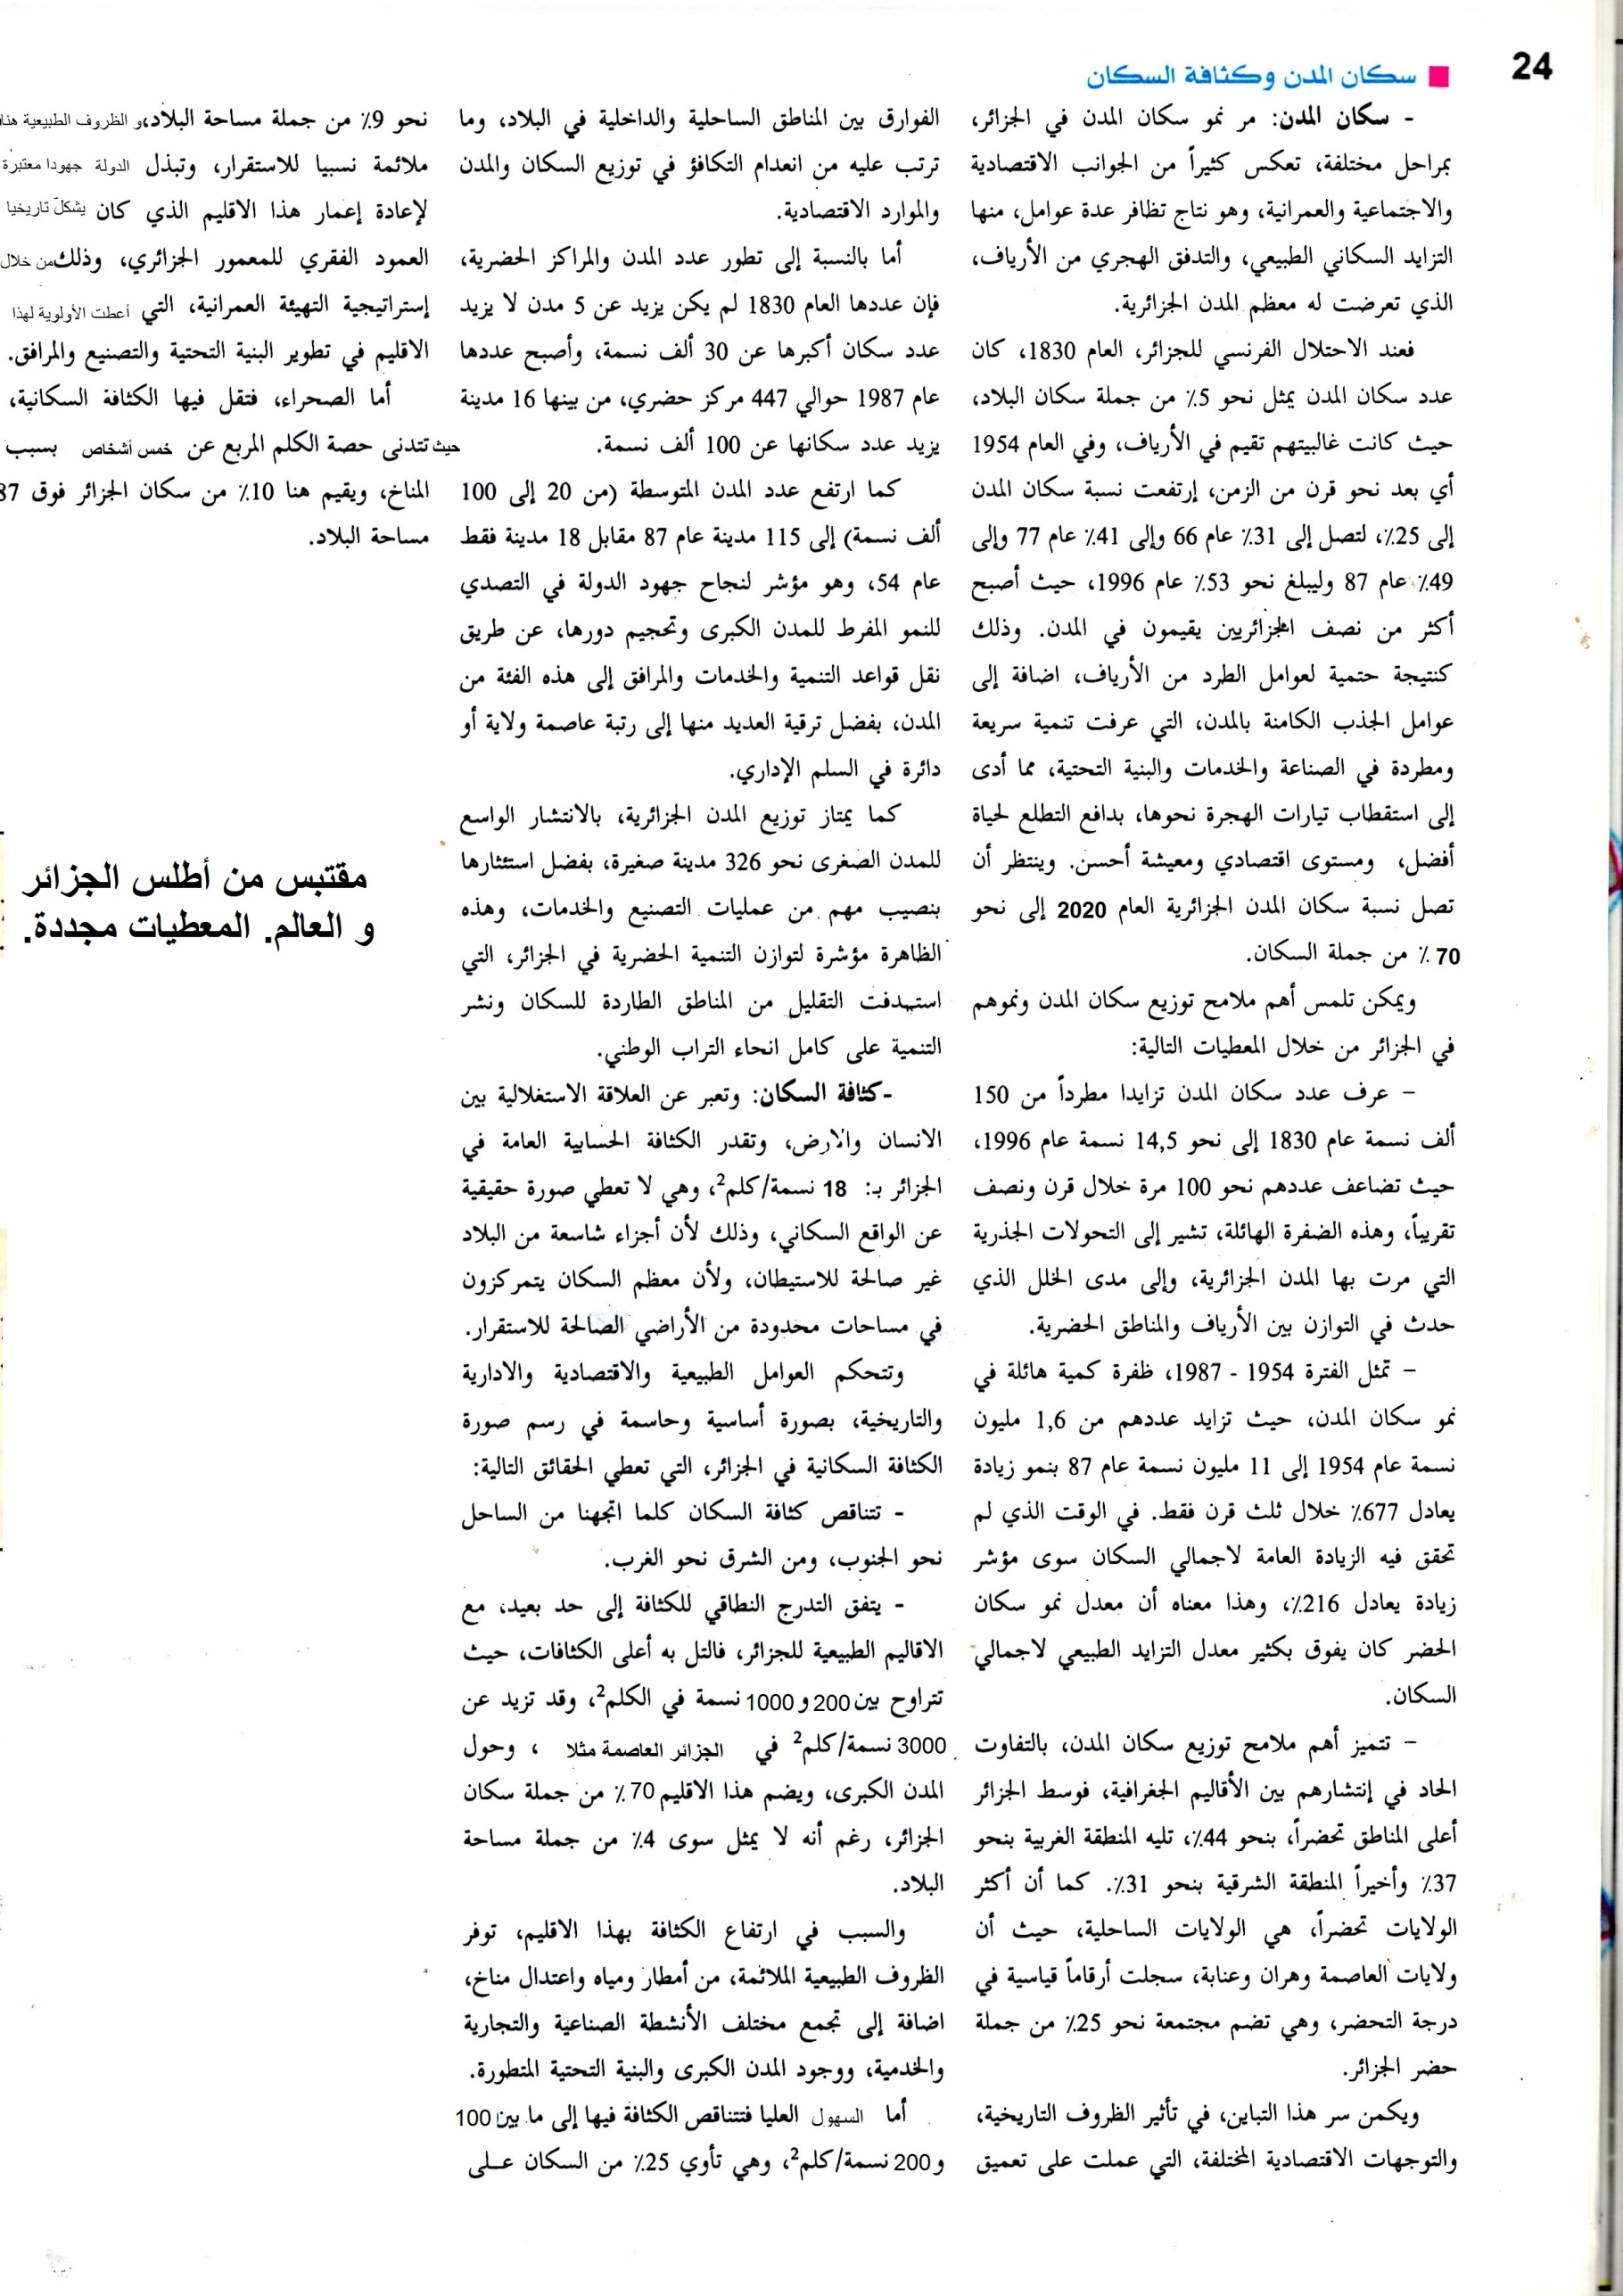 24
سكان المدن وكثافة السكان
- سكان المدن: مر نمو سكان المدن في الجزائر،
بمراحل مختلفة، تعكس كثيراً من الجوانب الاقتصادية
والاجتماعية والعمرانية، وهو نتاج تظافر عدة عوامل، منها
التزايد السكاني الطبيعي، والتدفق الهجري من الأرياف،
الذي تعرضت له معظم المدن الجزائرية.
فعند الاحتلال الفرنسي للجزائر، العام 1830، كان
عدد سكان المدن يمثل نحو 5٪ من جملة سكان البلاد،
حيث كانت غالبيتهم تقيم في الأرياف، وفي العام 1954
أي بعد نحو قرن من الزمن، إرتفعت نسبة سكان المدن
إلى 25٪، لتصل إلى 31٪ عام 66 وإلى 41٪ عام 77 وإلى
49٪ عام 87 وليبلغ نحو 53٪ عام 1996، حيث أصبح
أكثر من نصف الجزائريين يقيمون في المدن. وذلك
كنتيجة حتمية لعوامل الطرد من الأرياف، اضافة إلى
عوامل الجذب الكامنة بالمدن، التي عرفت تنمية سريعة
ومطردة في الصناعة والخدمات والبنية التحتية، مما أدى
إلى استقطاب تيارات الهجرة نحوها، بدافع التطلع لحياة
أفضل، ومستوى اقتصادي ومعيشة أحسن. وينتظر أن
تصل نسبة سكان المدن الجزائرية العام 2020 إلى نحو
70 ٪ من جملة السكان.
ويمكن تلمس أهم ملامح توزيع سكان المدن ونموهم
في الجزائر من خلال المعطيات التالية:
- عرف عدد سكان المدن تزايدا مطرداً من 150
ألف نسمة عام 1830 إلى نحو 14,5 نسمة عام 1996،
حيث تضاعف عددهم نحو 100 مرة خلال قرن ونصف
تقريباً، وهذه الضفرة الهائلة، تشير إلى التحولات الجذرية
التي مرت بها المدن الجزائرية، وإلى مدى الخلل الذي
حدث في التوازن بين الأرياف والمناطق الحضرية.
- تمثل الفترة 1954 - 1987، ظفرة كمية هائلة في
نمو سكان المدن، حيث تزايد عددهم من 1,6 مليون
نسمة عام 1954 إلى 11 مليون نسمة عام 87 بنمو زيادة
يعادل 677٪ خلال ثلث قرن فقط. في الوقت الذي لم
تحقق فيه الزيادة العامة لاجمالي السكان سوى مؤشر
زيادة يعادل 216٪، وهذا معناه أن معدل نمو سكان
الحضر كان يفوق بكثير معدل التزايد الطبيعي لاجمالي
السكان.
- تتميز أهم ملامح توزيع سكان المدن، بالتفاوت
الحاد في إنتشارهم بين الأقاليم الجغرافية، فوسط الجزائر
أعلى المناطق تحضراً، بنحو 44٪، تليه المنطقة الغربية بنحو
37٪ وأخيراً المنطقة الشرقية بنحو 31٪. كما أن أكثر
الولايات تحضراً، هي الولايات الساحلية، حيث أن
ولايات العاصمة وهران وعنابة، سجلت أرقاماً قياسية في
درجة التحضر، وهي تضم مجتمعة نحو 25٪ من جملة
حضر الجزائر.
ويكمن سر هذا التباين، في تأثير الظروف التاريخية،
والتوجهات الاقتصادية المختلفة، التي عملت على تعميق
الفوارق بين المناطق الساحلية والداخلية في البلاد، وما
ترتب عليه من انعدام التكافؤ في توزيع السكان والمدن
والموارد الاقتصادية.
أما بالنسبة إلى تطور عدد المدن والمراكز الحضرية،
فإن عددها العام 1830 لم يكن يزيد عن 5 مدن لا يزيد
عدد سكان أكبرها عن 30 ألف نسمة، وأصبح عددها
عام 1987 حوالي 447 مركز حضري، من بينها 16 مدينة
يزيد عدد سكانها عن 100 ألف نسمة.
كما ارتفع عدد المدن المتوسطة (من 20 إلى 100
ألف نسمة) إلى 115 مدينة عام 87 مقابل 18 مدينة فقط
عام 54، وهو مؤشر لنجاح جهود الدولة في التصدي
للنمو المفرط للمدن الكبرى وتحجيم دورها، عن طريق
نقل قواعد التنمية والخدمات والمرافق إلى هذه الفئة من
المدن، بفضل ترقية العديد منها إلى رتبة عاصمة ولاية أو
دائرة في السلم الإداري.
كما يمتاز توزيع المدن الجزائرية، بالانتشار الواسع
للمدن الصغرى نحو 326 مدينة صغيرة، بفضل استئثارها
بنصيب مهم من عمليات التصنيع والخدمات، وهذه
الظاهرة مؤشرة لتوازن التنمية الحضرية في الجزائر، التي
استهدفت التقليل من المناطق الطاردة للسكان ونشر
التنمية على كامل انحاء التراب الوطني.
-كثافة السكان: وتعبر عن العلاقة الاستغلالية بين
الانسان والارض، وتقدر الكثافة الحسابية العامة في
الجزائر بـ: 18 نسمة/كلم²، وهي لا تعطي صورة حقيقية
عن الواقع السكاني، وذلك لأن أجزاء شاسعة من البلاد
غير صالحة للاستيطان، ولأن معظم السكان يتمركزون
في مساحات محدودة من الأراضي الصالحة للاستقرار.
وتتحكم العوامل الطبيعية والاقتصادية والادارية
والتاريخية، بصورة أساسية وحاسمة في رسم صورة
الكثافة السكانية في الجزائر، التي تعطي الحقائق التالية:
- تتناقص كثافة السكان كلما اتجهنا من الساحل
نحو الجنوب، ومن الشرق نحو الغرب.
- يتفق التدرج النطاقي للكثافة إلى حد بعيد، مع
الاقاليم الطبيعية للجزائر، فالتل به أعلى الكثافات، حيث
تتراوح بين 200 و 1000 نسمة في الكلم²، وقد تزيد عن
3000 نسمة/كلم² في الجزائر العاصمة مثلا ، وحول
المدن الكبرى، ويضم هذا الاقليم 70 ٪ من جملة سكان
الجزائر، رغم أنه لا يمثل سوى 4٪ من جملة مساحة
البلاد.
والسبب في ارتفاع الكثافة بهذا الاقليم، توفر
الظروف الطبيعية الملائمة، من أمطار ومياه واعتدال مناخ،
اضافة إلى تجمع مختلف الأنشطة الصناعية والتجارية
والخدمية، ووجود المدن الكبرى والبنية التحتية المتطورة.
أما السهول العليا فتتناقص الكثافة فيها إلى ما بين 100
و 200 نسمة/كلم²، وهي تأوي 25٪ من السكان عـلى
نحو 9٪ من جملة مساحة البلاد،و الظروف الطبيعية هنا
ملائمة نسبيا للاستقرار، وتبذل الدولة جهودا معتبرة
لإعادة إعمار هذا الاقليم الذي كان يشكل تاريخيا
العمود الفقري للمعمور الجزائري، وذلك من خلال
إستراتيجية التهيئة العمرانية، التي أعطت الأولوية لهذا
الاقليم في تطوير البنية التحتية والتصنيع والمرافق.
أما الصحراء، فتقل فيها الكثافة السكانية،
حيث تتدنى حصة الكلم المربع عن خمس أشخاص بسبب
المناخ، ويقيم هنا 10٪ من سكان الجزائر فوق 87
مساحة البلاد.
مقتبس من أطلس الجزائر
و العالم. المعطيات مجددة.